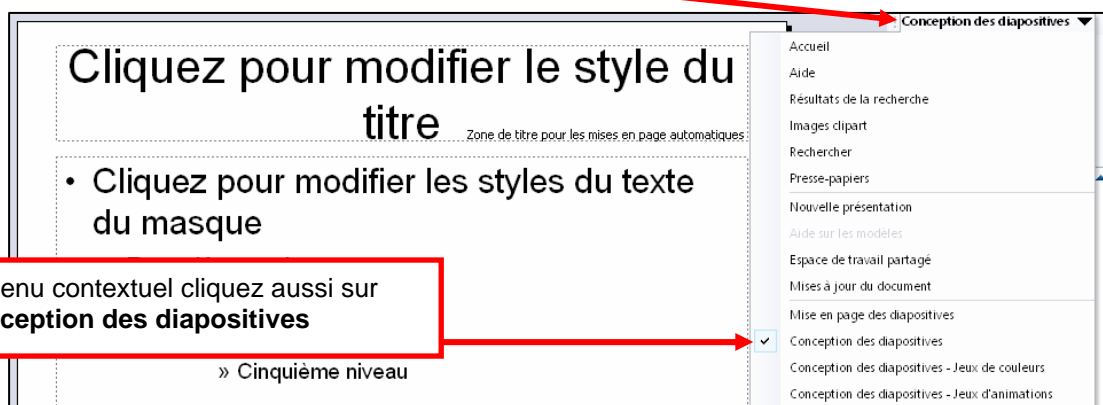 Conception des diapositives
Cliquez pour modifier le style du
titre
Zone de titre pour les mises en page automatiques
• Cliquez pour modifier les styles du texte
du masque
enu contextuel cliquez aussi sur
ception des diapositives
» Cinquième niveau
Accueil
Aide
Résultats de la recherche
Images clipart
Rechercher
Presse-papiers
Nouvelle présentation
Aide sur les modèles
Espace de travail partagé
Mises à jour du document
Mise en page des diapositives
Conception des diapositives
Conception des diapositives - Jeux de couleurs
Conception des diapositives - Jeux d'animations